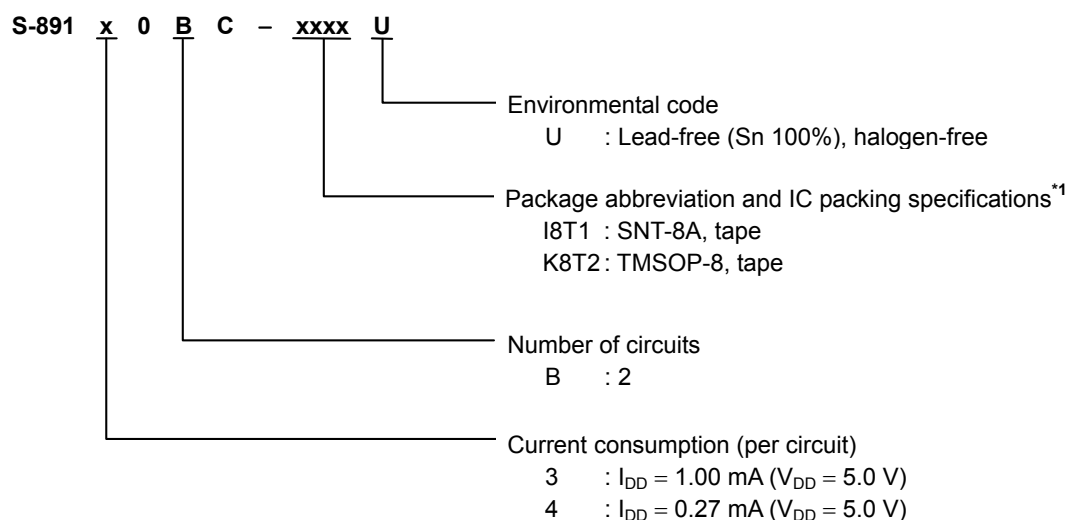 S-891 x 0 B C – xxxx U
Environmental code
U : Lead-free (Sn 100%), halogen-free
Package abbreviation and IC packing specifications*1
I8T1 : SNT-8A, tape
K8T2 : TMSOP-8, tape
Number of circuits
B : 2
Current consumption (per circuit)
3 : IDD = 1.00 mA (VDD = 5.0 V)
4 : IDD = 0.27 mA (VDD = 5.0 V)